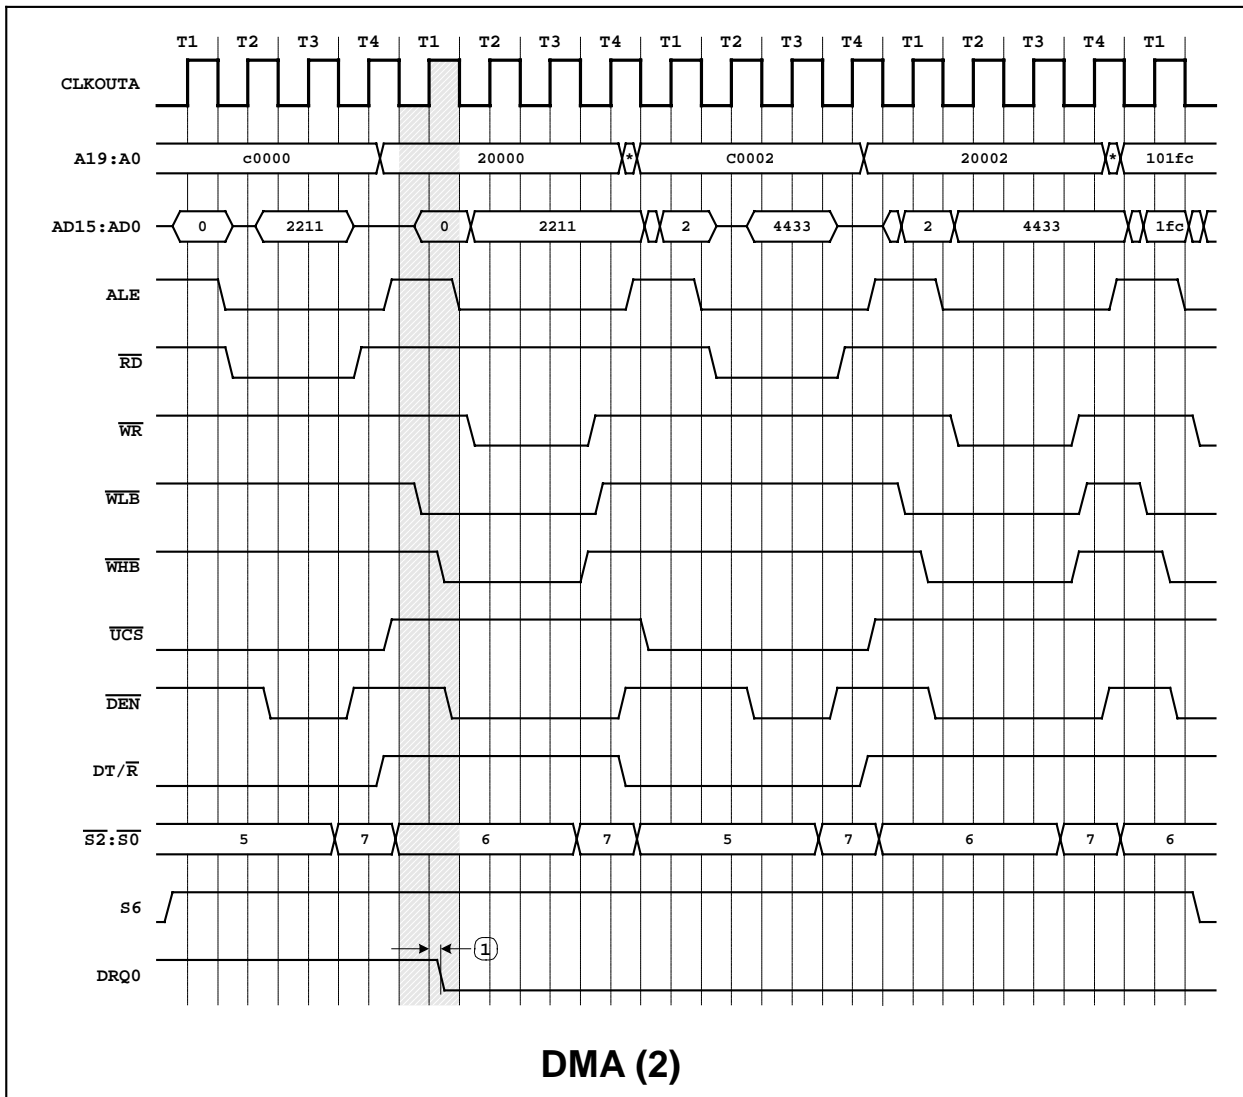 T1 T2 T3 T4 T1 T2 T3 T4 T1 T2 T3 T4 T1 T2 T3 T4 T1
CLKOUTA
A19:A0 c0000 20000 * C0002 20002 * 101fc
AD15:AD0 0 2211 0 2211 2 4433 2 4433 1fc
ALE
RD
WR
WLB
WHB
UCS
DEN
DT/R
S2:S0 5 7 6 7 5 7 6 7 6
S6
1
DRQ0
DMA (2)